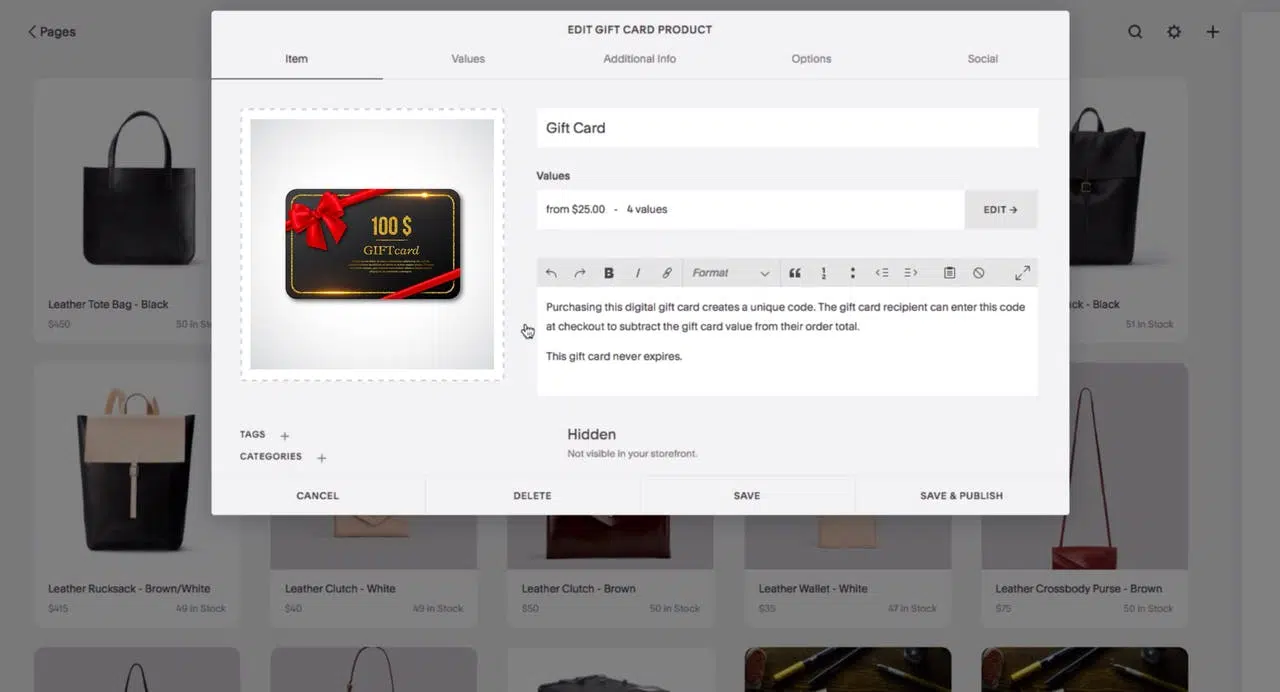 Pages
EDIT GIFT CARD PRODUCT
Item
Values
Additional Info
Options
Social
100 $
GIFTcard
Gift Card
Values
from $25.00 - 4 values
EDIT →
B
I
Format
Purchasing this digital gift card creates a unique code. The gift card recipient can enter this code
at checkout to subtract the gift card value from their order total.
This gift card never expires.
TAGS +
CATEGORIES +
Hidden
Not visible in your storefront.
CANCEL
DELETE
SAVE
SAVE & PUBLISH
Leather Tote Bag - Black
$450
50 in
- Black
51 in Stock
Leather Rucksack - Brown/White
$415
49 in Stock
Leather Clutch - White
$40
49 in Stock
Leather Clutch - Brown
$50
50 in Stock
Leather Wallet - White
$35
47 in Stock
Leather Crossbody Purse - Brown
$75
50 in Stock